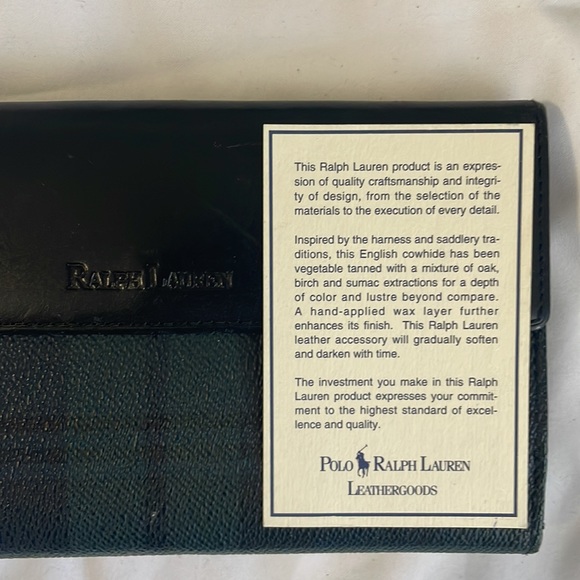 RALPH LAUREN
This Ralph Lauren product is an expres-
sion of quality craftsmanship and integri-
ty of design, from the selection of the
materials to the execution of every detail.
Inspired by the harness and saddlery tra-
ditions, this English cowhide has been
vegetable tanned with a mixture of oak,
birch and sumac extractions for a depth
of color and lustre beyond compare.
A hand-applied wax layer further
enhances its finish. This Ralph Lauren
leather accessory will gradually soften
and darken with time.
The investment you make in this Ralph
Lauren product expresses your commit-
ment to the highest standard of excel-
lence and quality.
POLO RALPH LAUREN
LEATHERGOODS